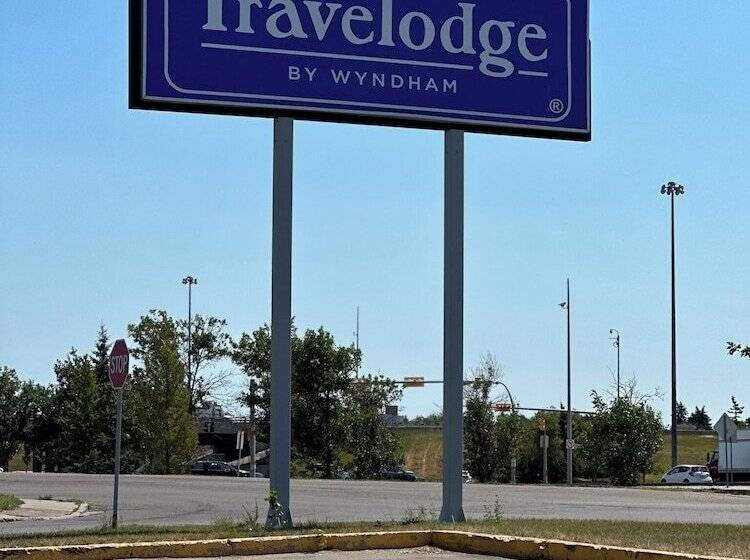 Travelodge
BY WYNDHAM
®
STOP